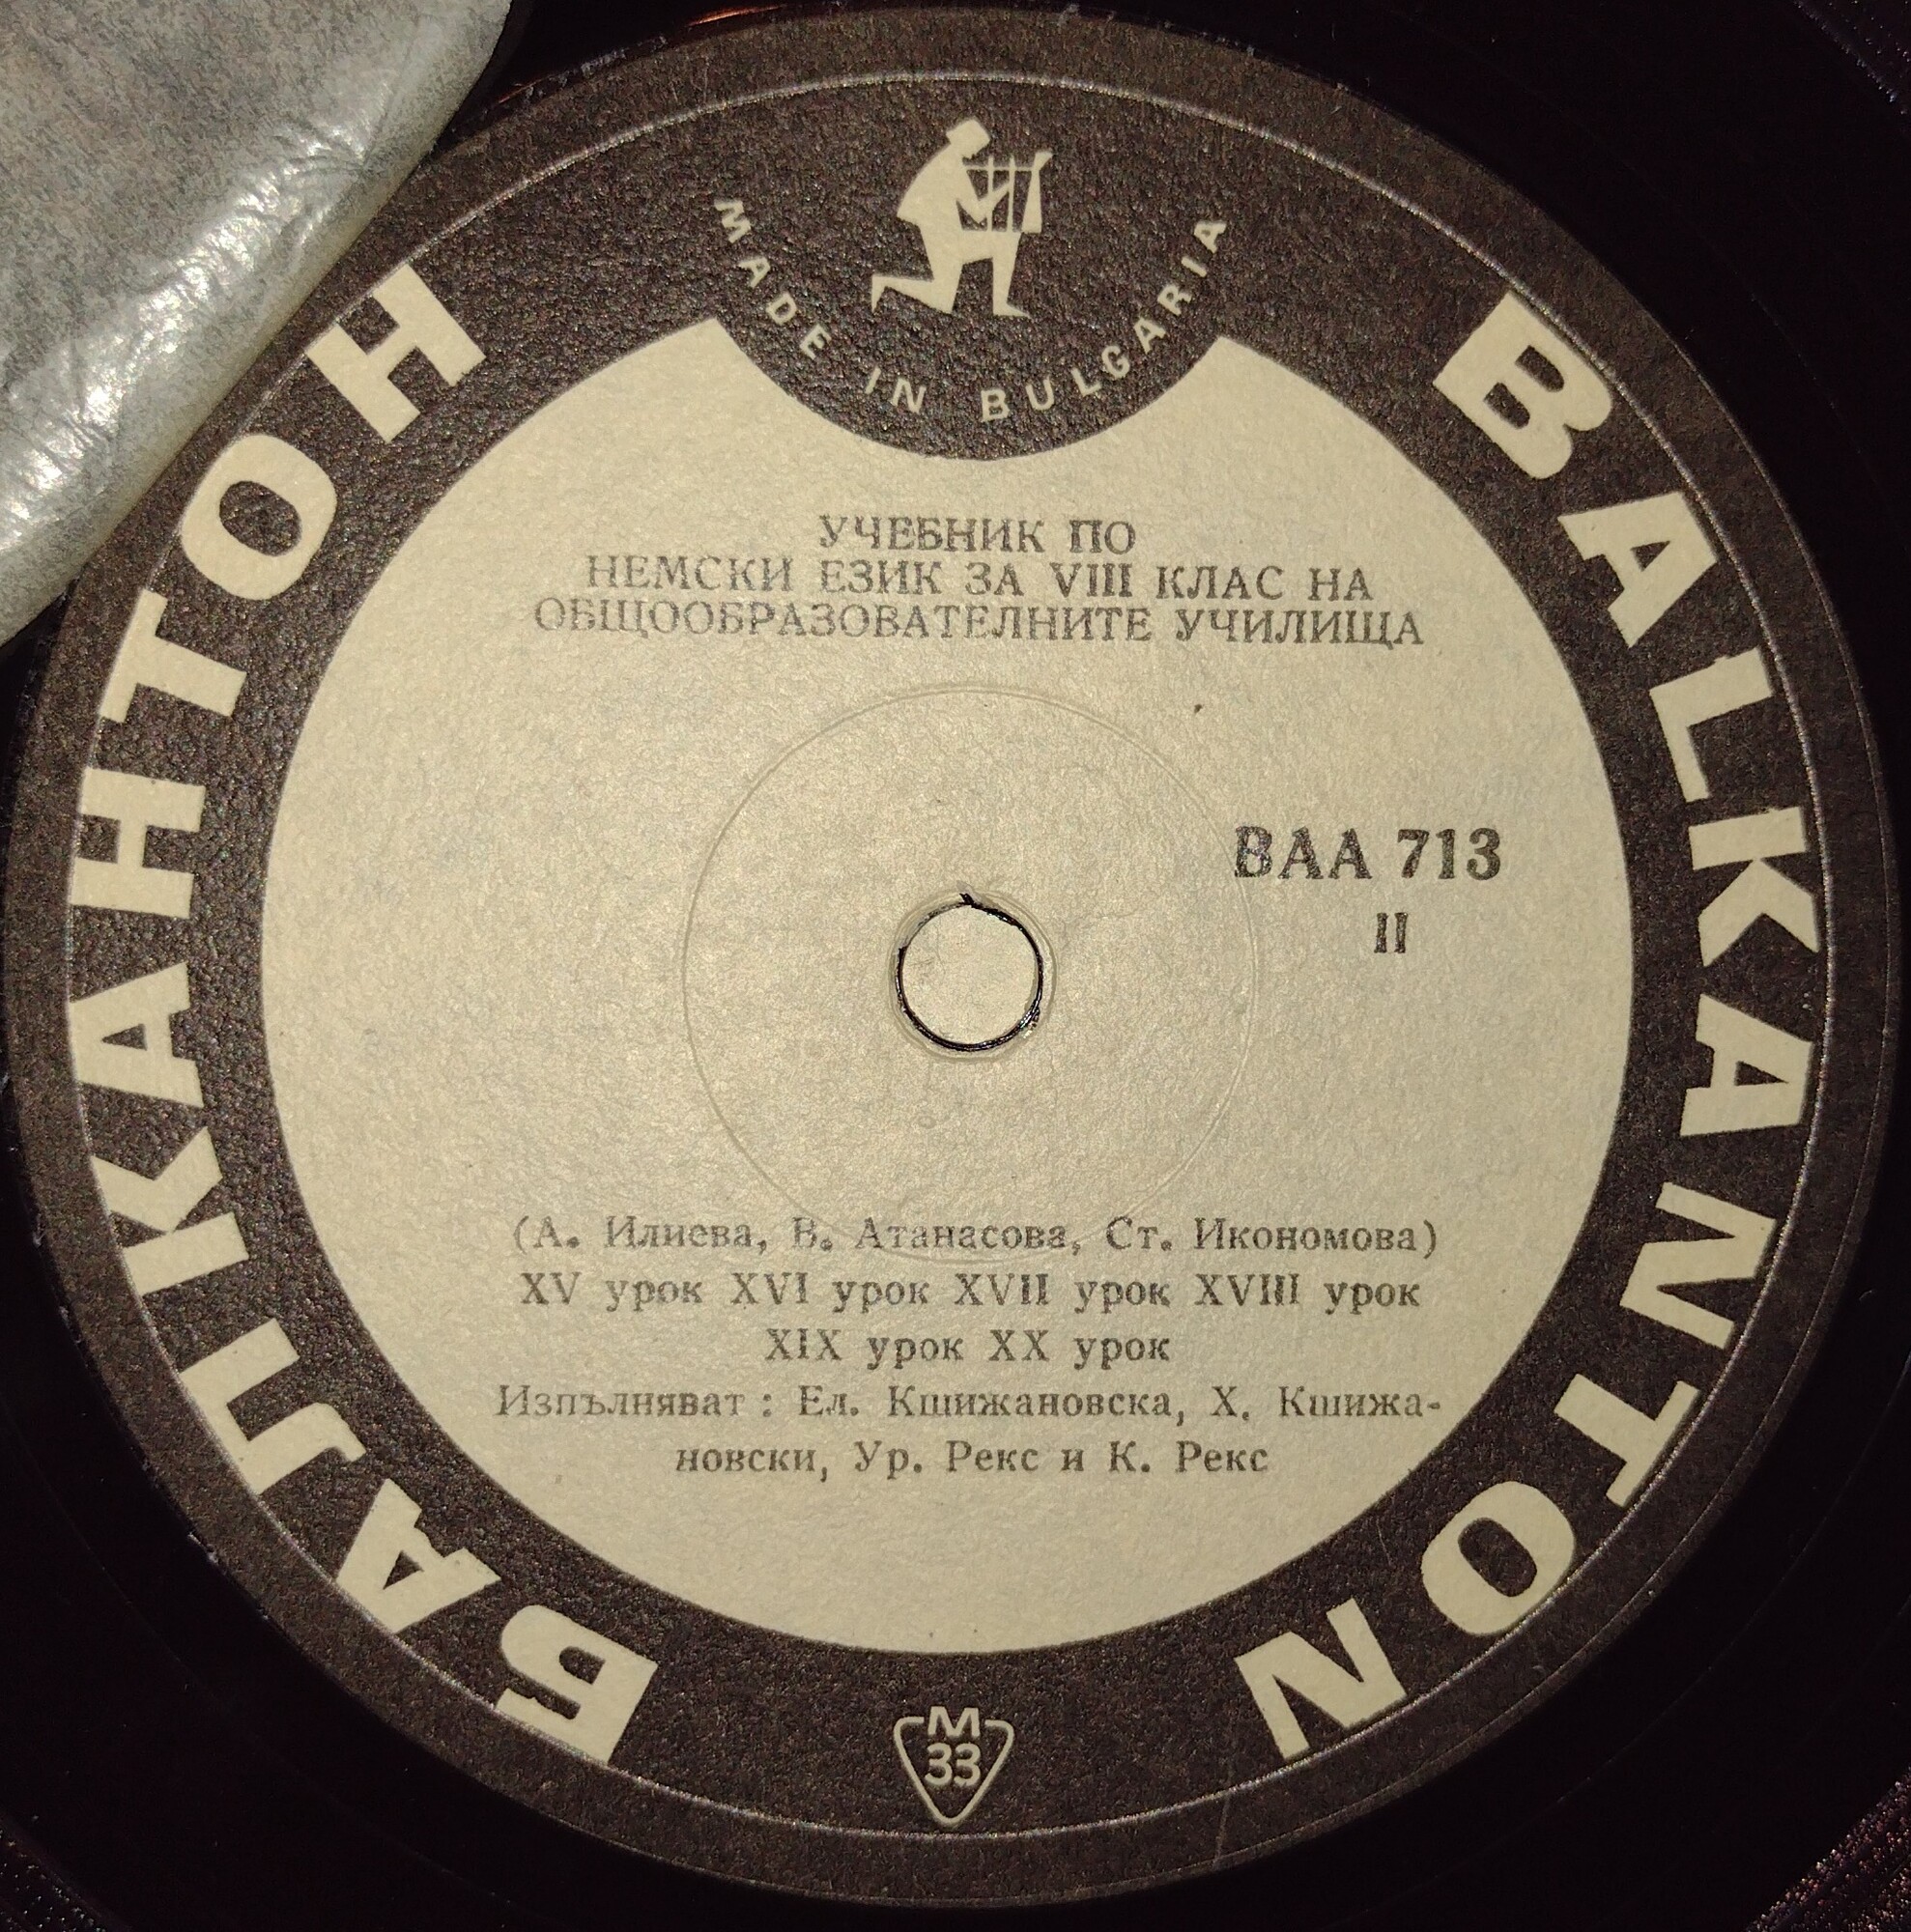 MADE IN BULGARIA
БАЛКАНТОН
BALKANTON
УЧЕБНИК ПО
НЕМСКИ ЕЗИК ЗА VIII КЛАС НА
ОБЩООБРАЗОВАТЕЛНИТЕ УЧИЛИЩА
ВАА 713
II
(А. Илиева, В. Атанасова, Ст. Икономова)
XV урок XVI урок XVII урок XVIII урок
XIX урок XX урок
Изпълняват : Ел. Кшижановска, Х. Кшижа-
новски, Ур. Рекс и К. Рекс
М
33